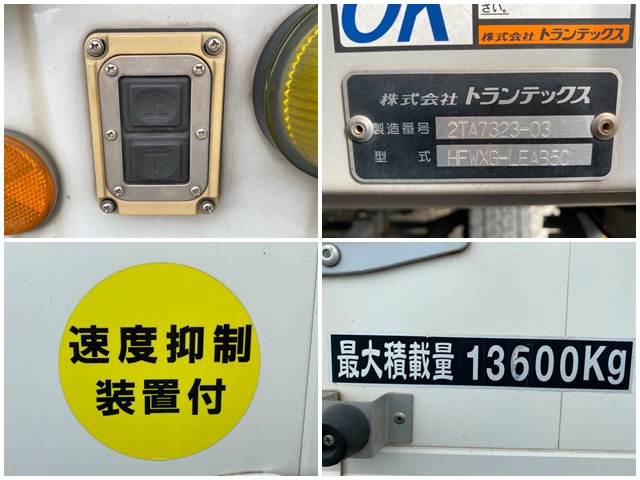 上
下
OK
さい。
株式会社 トランテックス
株式会社 トランテックス
製造番号 2TA7323-03
型式 HFWXG-LEAB50
速度抑制
装置付
最大積載量 13600Kg